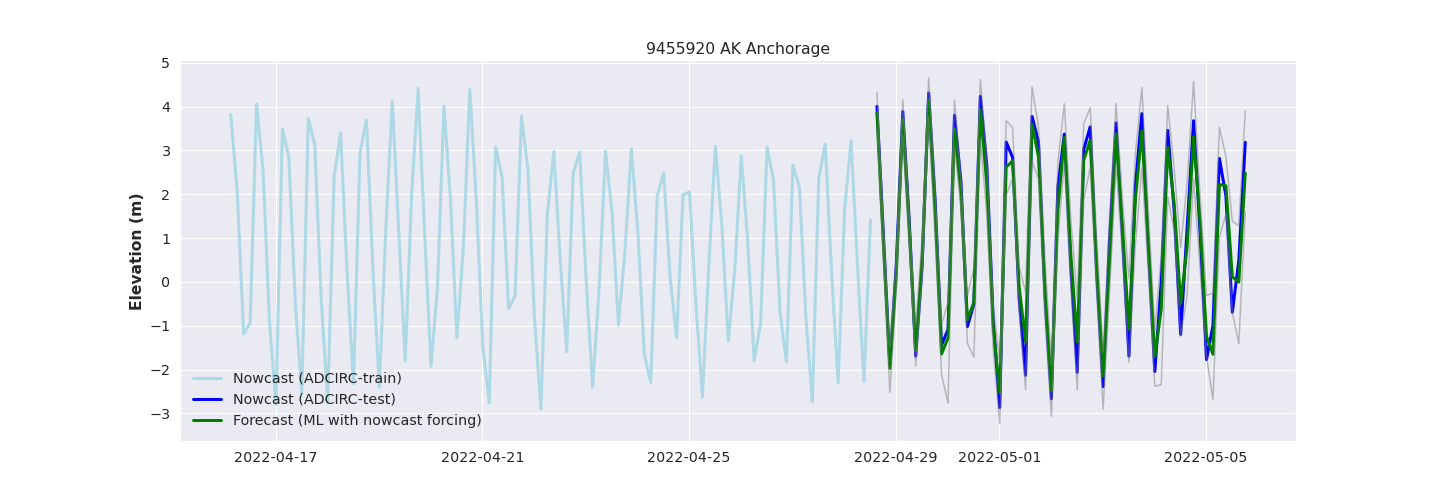 9455920 AK Anchorage
Elevation (m)
5
4
3
2
1
0
−1
−2
−3
Nowcast (ADCIRC-train)
Nowcast (ADCIRC-test)
Forecast (ML with nowcast forcing)
2022-04-17 2022-04-21 2022-04-25 2022-04-29 2022-05-01 2022-05-05